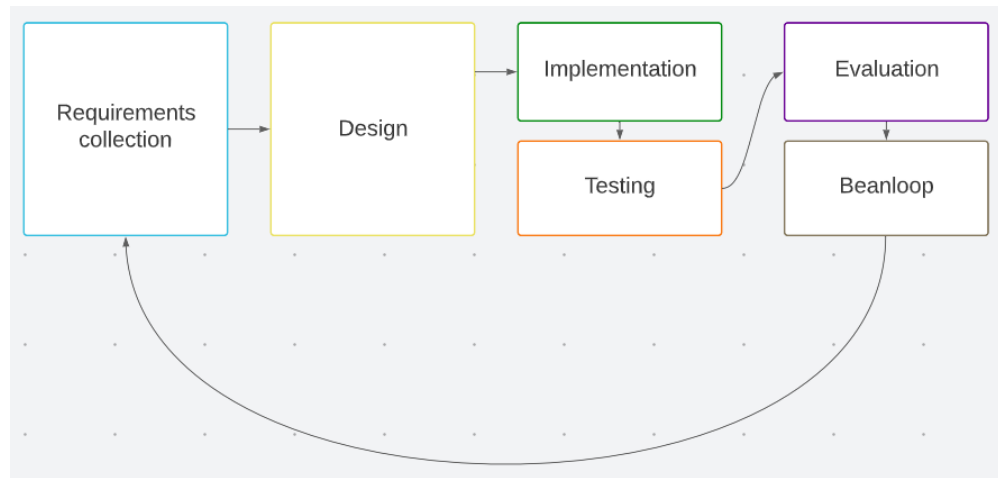 Requirements
collection
Design
Implementation
Testing
Evaluation
Beanloop